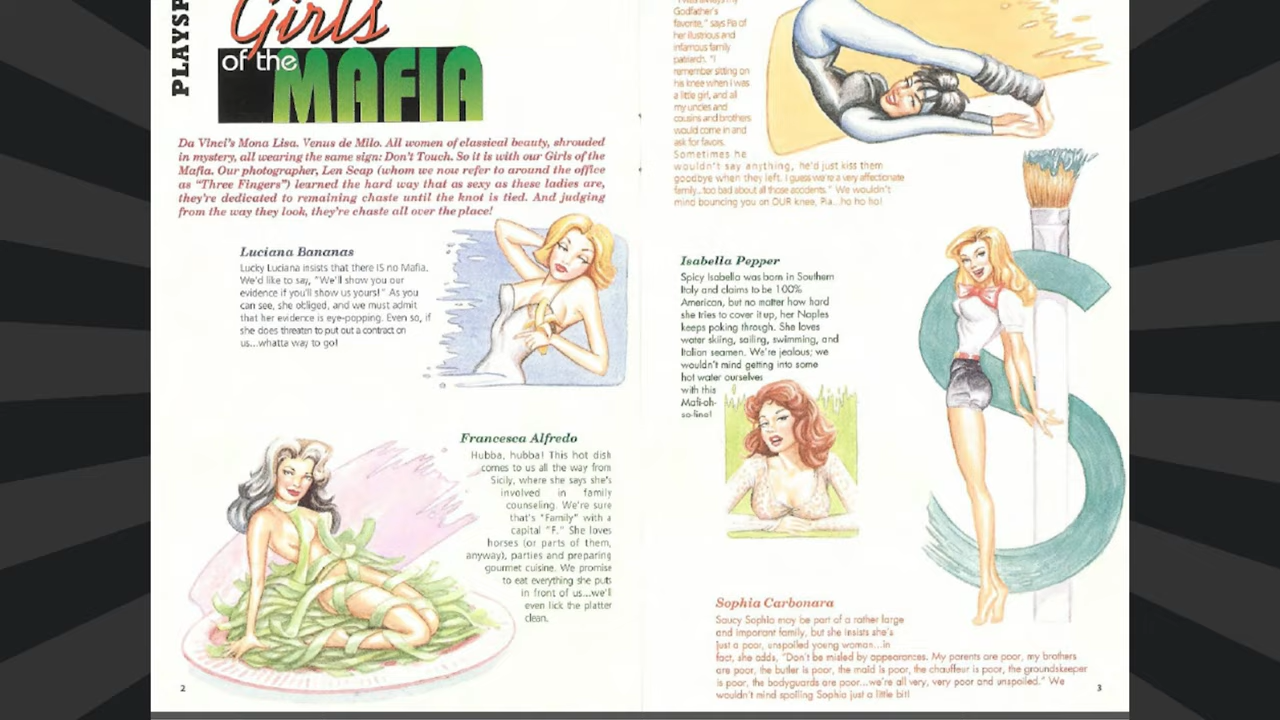 PLAYSP
Girls
of the
MAFIA
Da Vinci's Mona Lisa. Venus de Milo. All women of classical beauty, shrouded
in mystery, all wearing the same sign: Don't Touch. So it is with our Girls of the
Mafia. Our photographer, Len Scap (whom we now refer to around the office
as "Three Fingers") learned the hard way that as sexy as these ladies are,
they're dedicated to remaining chaste until the knot is tied. And judging
from the way they look, they're chaste all over the place!
Luciana Bananas
Lucky Luciana insists that there IS no Mafia.
We'd like to say, "We'll show you our
evidence if you'll show us yours!" As you
can see, she obliged, and we must admit
that her evidence is eye-popping. Even so, if
she does threaten to put out a contract on
us...whatta way to go!
Francesca Alfredo
Hubba, hubba! This hot dish
comes to us all the way from
Sicily, where she says she's
involved in family
counseling. We're sure
that's "Family" with a
capital "F." She loves
horses (or parts of them,
anyway), parties and preparing
gourmet cuisine. We promise
to eat everything she puts
in front of us...we'll
even lick the platter
clean.
2
Godfather's
favorite," says Pia of
her illustrious and
infamous family
patriarch. "I
remember sitting on
his knee when I was
a little girl, and all
my uncles and
cousins and brothers
would come in and
ask for favors.
Sometimes he
wouldn't say anything, he'd just kiss them
goodbye when they left. I guess we're a very affectionate
family...too bad about all those accidents." We wouldn't
mind bouncing you on OUR knee, Pia...ho ho ho!
Isabella Pepper
Spicy Isabella was born in Southern
Italy and claims to be 100%
American, but no matter how hard
she tries to cover it up, her Naples
keeps poking through. She loves
water skiing, sailing, swimming, and
Italian seamen. We're jealous; we
wouldn't mind getting into some
hot water ourselves
with this
Mafi-oh-
so-fine!
Sophia Carbonara
Saucy Sophia may be part of a rather large
and important family, but she insists she's
just a poor, unspoiled young woman...in
fact, she adds, "Don't be misled by appearances. My parents are poor, my brothers
are poor, the butler is poor, the maid is poor, the chauffeur is poor, the groundskeeper
is poor, the bodyguards are poor...we're all very, very poor and unspoiled." We
wouldn't mind spoiling Sophia just a little bit!
3